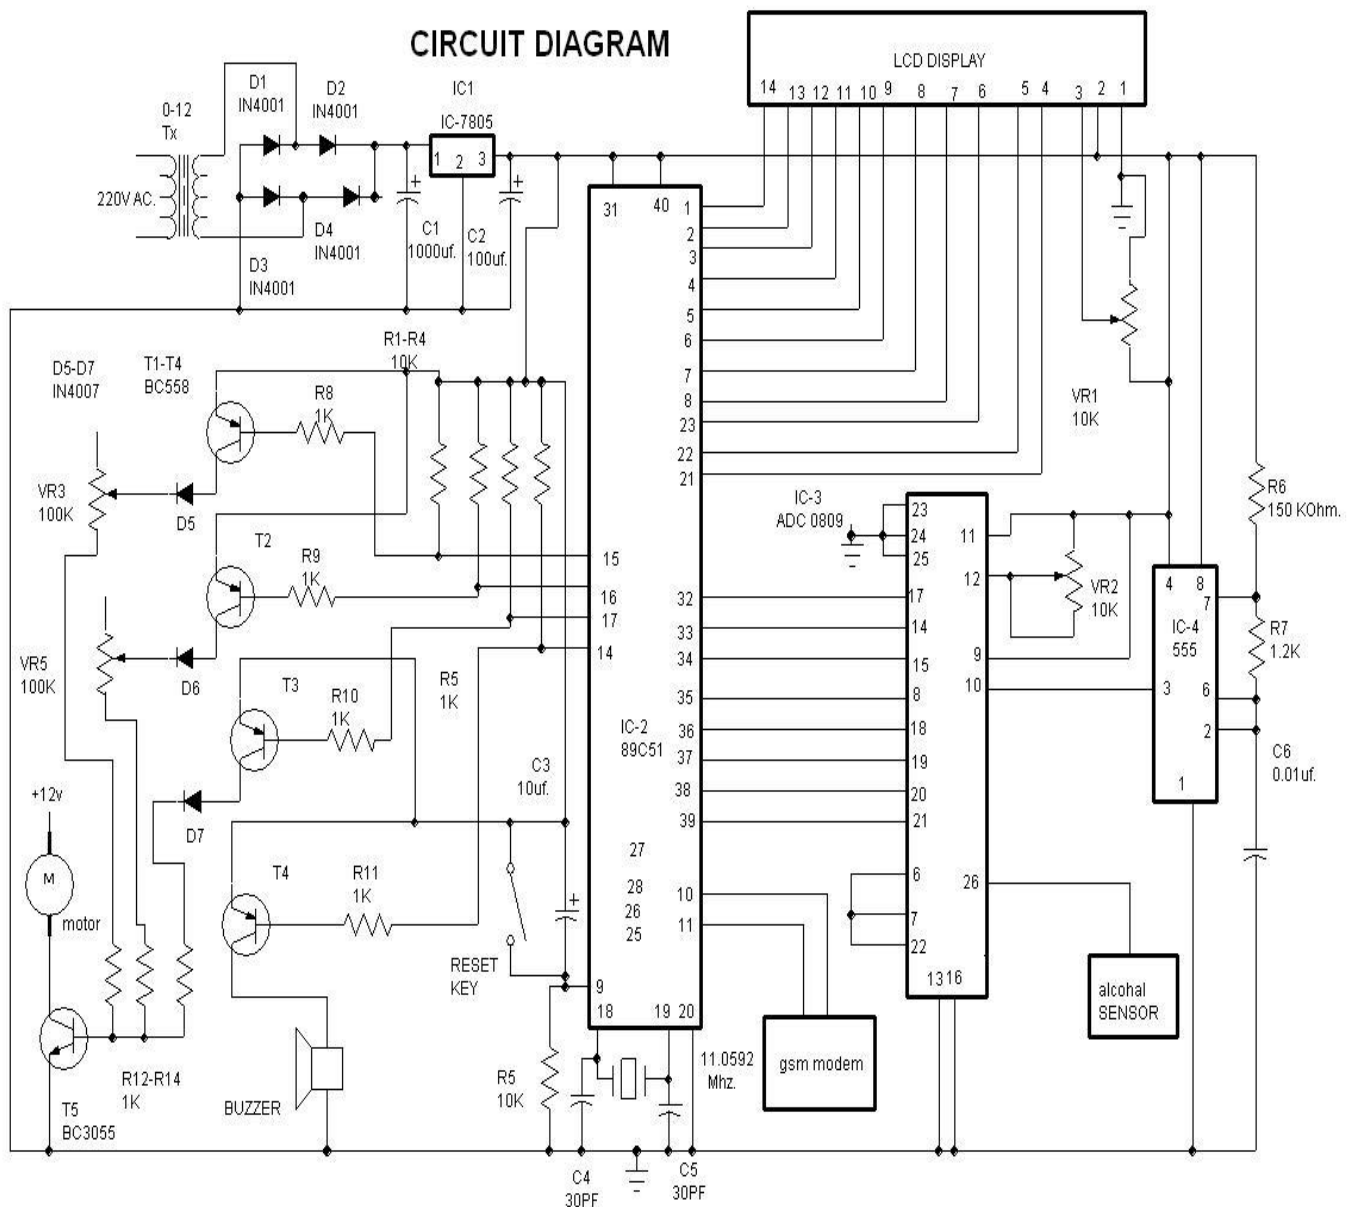 CIRCUIT DIAGRAM
LCD DISPLAY
14 13 12 11 10 9 8 7 6 5 4 3 2 1
D1
IN4001
D2
IN4001
IC1
IC-7805
1 2 3
0-12
Tx
220V AC.
C1
1000uf.
C2
100uf.
D4
IN4001
D3
IN4001
31
40
1
2
3
4
5
6
7
8
23
22
21
R1-R4
10K
D5-D7
IN4007
T1-T4
BC558
R8
1K
VR3
100K
D5
T2
R9
1K
15
16
17
14
VR5
100K
D6
T3
R10
1K
R5
1K
IC-2
89C51
32
33
34
35
36
37
38
39
C3
10uf.
+12v
D7
M
motor
T4
R11
1K
27
28
26
25
10
11
RESET
KEY
9
18
19
20
R12-R14
1K
T5
BC3055
BUZZER
R5
10K
C4
30PF
C5
30PF
11.0592
Mhz.
gsm modem
VR1
10K
IC-3
ADC 0809
23
24
25
17
14
15
8
18
19
20
21
6
7
22
11
12
9
10
26
13 16
VR2
10K
alcohal
SENSOR
4 8
7
IC-4
555
3
6
2
1
R6
150 KOhm.
R7
1.2K
C6
0.01uf.